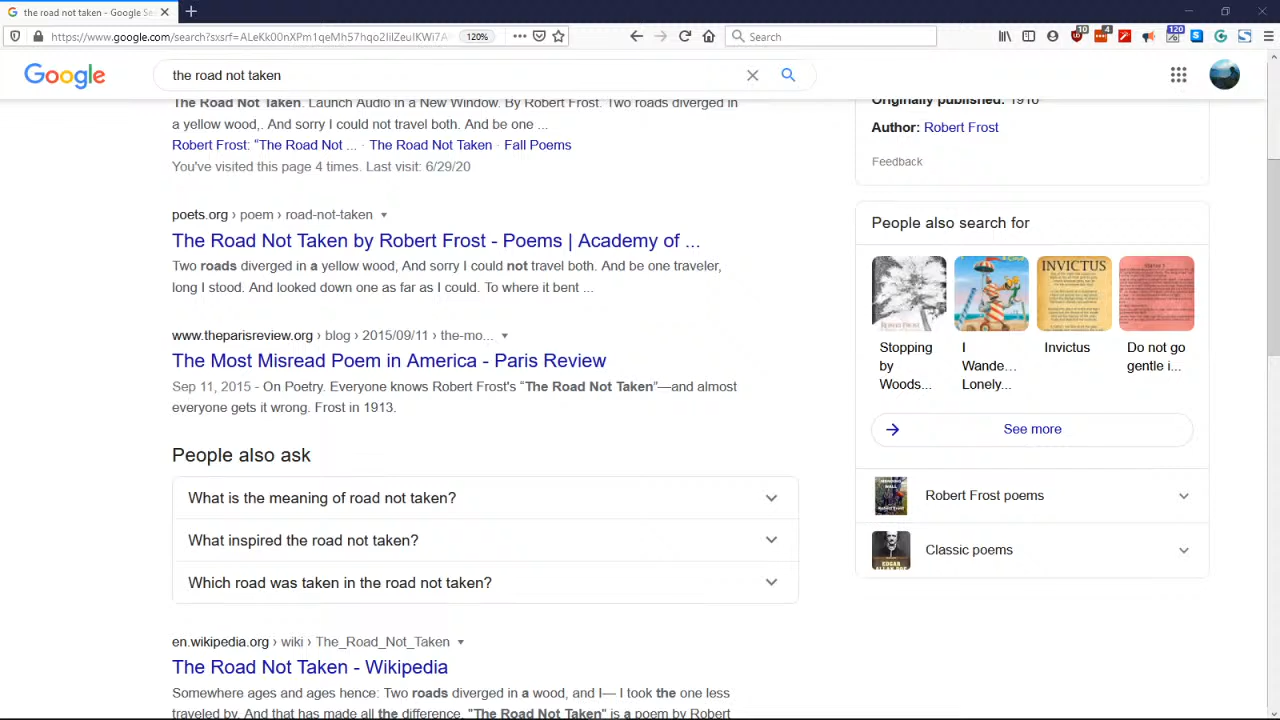 the road not taken - Google Se
https://www.google.com/search?sxsrf=ALeKk00nXPm1qeMh57hgo2IIIZeuIKWi7A
120%
Search
10
4
120
Google
the road not taken
The Road Not Taken. Launch Audio in a New Window. By Robert Frost. Two roads diverged in
a yellow wood,. And sorry I could not travel both. And be one ...
Robert Frost: “The Road Not ... · The Road Not Taken · Fall Poems
You've visited this page 4 times. Last visit: 6/29/20
poets.org › poem › road-not-taken
The Road Not Taken by Robert Frost - Poems | Academy of ...
Two roads diverged in a yellow wood, And sorry I could not travel both. And be one traveler,
long I stood. And looked down one as far as I could. To where it bent ...
www.theparisreview.org › blog › 2015/09/11 › the-mo...
The Most Misread Poem in America - Paris Review
Sep 11, 2015 - On Poetry. Everyone knows Robert Frost's “The Road Not Taken”—and almost
everyone gets it wrong. Frost in 1913.
People also ask
What is the meaning of road not taken?
What inspired the road not taken?
Which road was taken in the road not taken?
en.wikipedia.org › wiki › The_Road_Not_Taken
The Road Not Taken - Wikipedia
Somewhere ages and ages hence: Two roads diverged in a wood, and I— I took the one less
traveled by, And that has made all the difference. "The Road Not Taken" is a poem by Robert
Originally published: 1916
Author: Robert Frost
Feedback
People also search for
INVICTUS
ROBERT FROST
Stopping
by
Woods...
I
Wande...
Lonely...
Invictus
Do not go
gentle i...
See more
Robert Frost poems
EDGAR
ALLAN POE
Classic poems